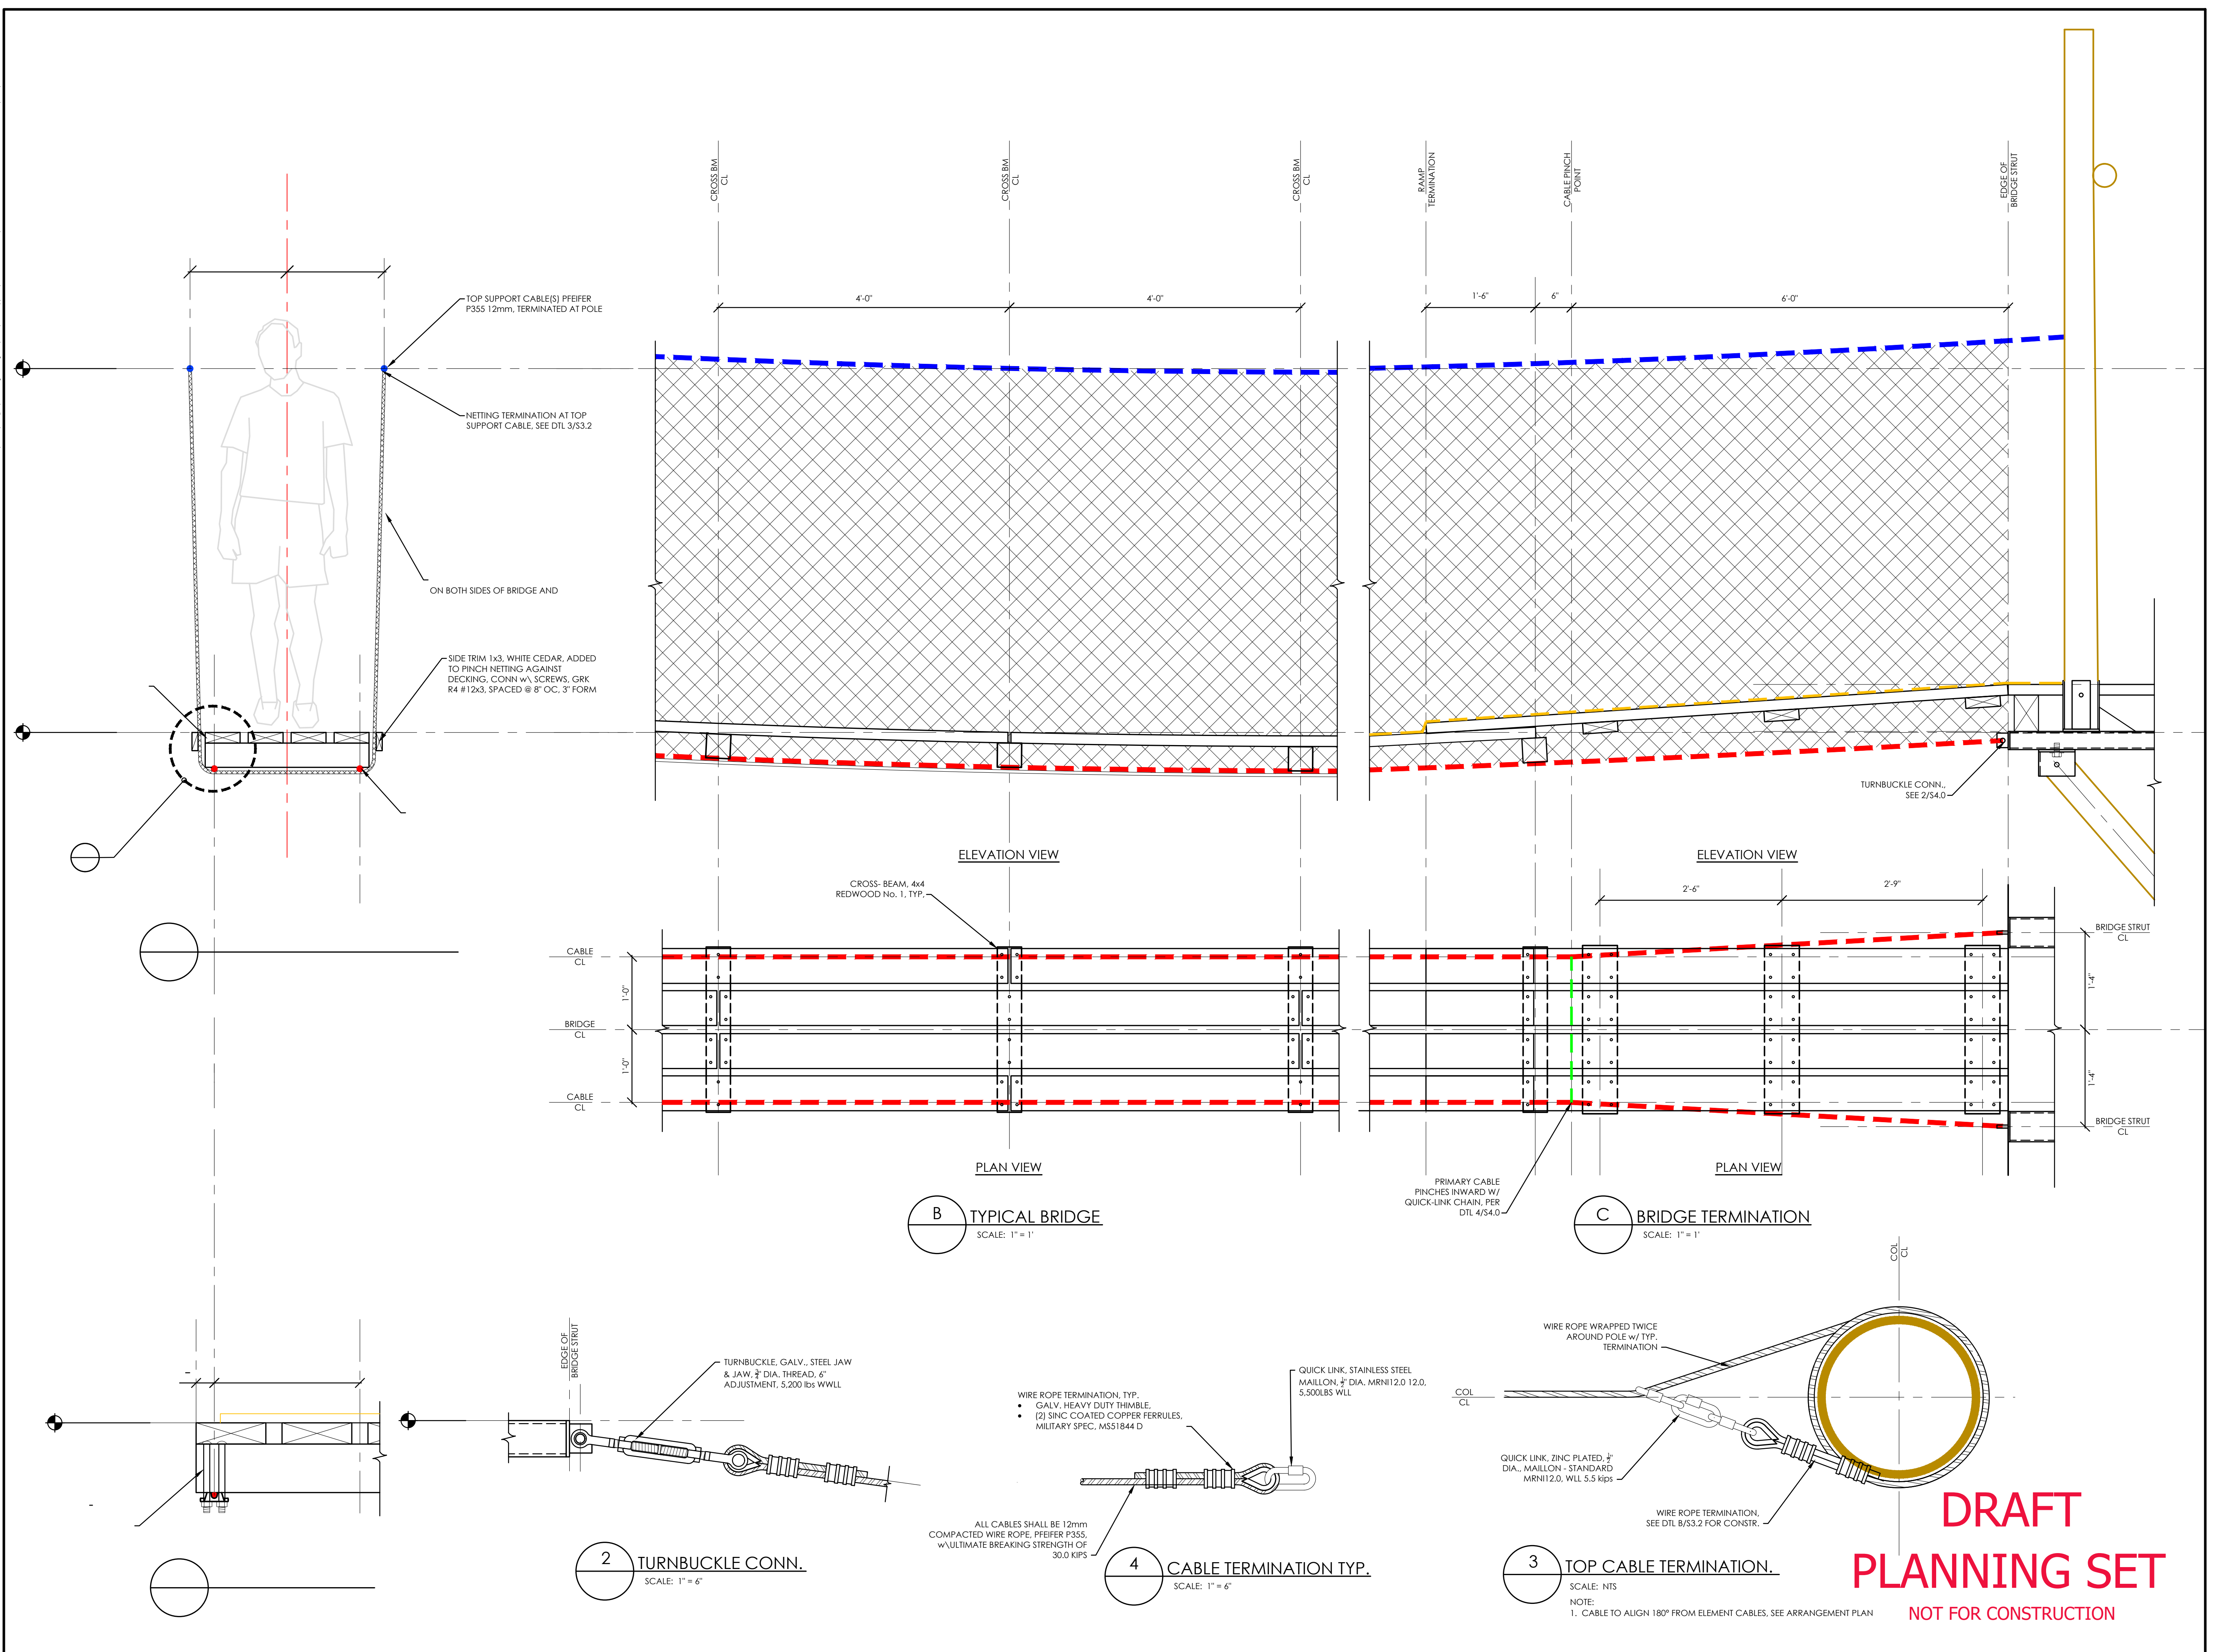 CROSS BM
CL
CROSS BM
CL
CROSS BM
CL
RAMP
TERMINATION
CABLE PINCH
POINT
EDGE OF
BRIDGE STRUT
4'-0"
4'-0"
1'-6"
6"
6'-0"
TOP SUPPORT CABLE(S) PFEIFER
P355 12mm, TERMINATED AT POLE
NETTING TERMINATION AT TOP
SUPPORT CABLE, SEE DTL 3/S3.2
ON BOTH SIDES OF BRIDGE AND
SIDE TRIM 1x3, WHITE CEDAR, ADDED
TO PINCH NETTING AGAINST
DECKING, CONN w\ SCREWS, GRK
R4 #12x3, SPACED @ 8" OC, 3" FORM
TURNBUCKLE CONN.,
SEE 2/S4.0
ELEVATION VIEW
ELEVATION VIEW
CROSS- BEAM, 4x4
REDWOOD No. 1, TYP.
2'-6"
2'-9"
CABLE
CL
BRIDGE
CL
CABLE
CL
1'-0"
1'-0"
BRIDGE STRUT
CL
1'-4"
1'-4"
BRIDGE STRUT
CL
PLAN VIEW
PLAN VIEW
PRIMARY CABLE
PINCHES INWARD W/
QUICK-LINK CHAIN, PER
DTL 4/S4.0
B
TYPICAL BRIDGE
SCALE: 1" = 1'
C
BRIDGE TERMINATION
SCALE: 1" = 1'
EDGE OF
BRIDGE STRUT
TURNBUCKLE, GALV., STEEL JAW
& JAW, ¾" DIA. THREAD, 6"
ADJUSTMENT, 5,200 lbs WWLL
2
TURNBUCKLE CONN.
SCALE: 1" = 6"
WIRE ROPE TERMINATION, TYP.
• GALV. HEAVY DUTY THIMBLE,
• (2) SINC COATED COPPER FERRULES,
MILITARY SPEC, MS51844 D
QUICK LINK, STAINLESS STEEL
MAILLON, ½" DIA. MRNI12.0 12.0,
5,500LBS WLL
ALL CABLES SHALL BE 12mm
COMPACTED WIRE ROPE, PFEIFER P355,
w\ULTIMATE BREAKING STRENGTH OF
30.0 KIPS
4
CABLE TERMINATION TYP.
SCALE: 1" = 6"
COL
CL
WIRE ROPE WRAPPED TWICE
AROUND POLE w/ TYP.
TERMINATION
COL
CL
QUICK LINK, ZINC PLATED, ½"
DIA., MAILLON - STANDARD
MRNI12.0, WLL 5.5 kips
WIRE ROPE TERMINATION,
SEE DTL B/S3.2 FOR CONSTR.
3
TOP CABLE TERMINATION.
SCALE: NTS
NOTE:
1. CABLE TO ALIGN 180° FROM ELEMENT CABLES, SEE ARRANGEMENT PLAN
DRAFT
PLANNING SET
NOT FOR CONSTRUCTION